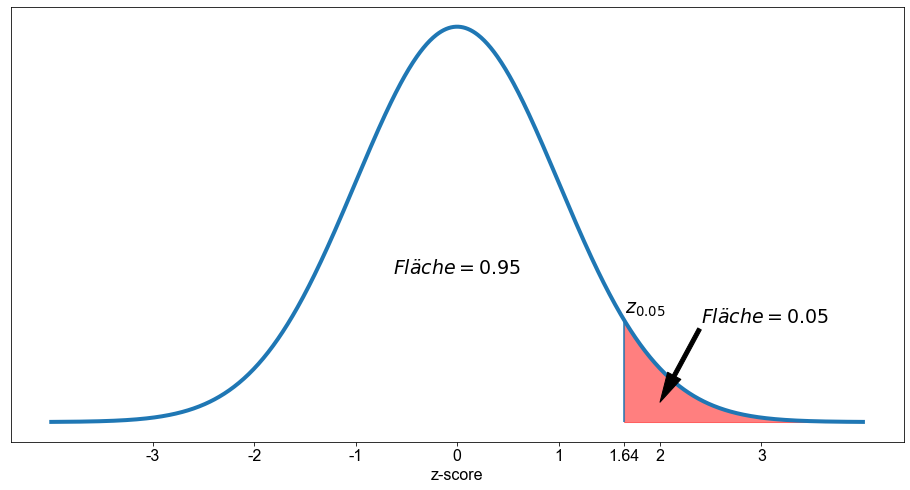 Fläche = 0.95
z0.05
Fläche = 0.05
-3 -2 -1 0 1 1.64 2 3
z-score